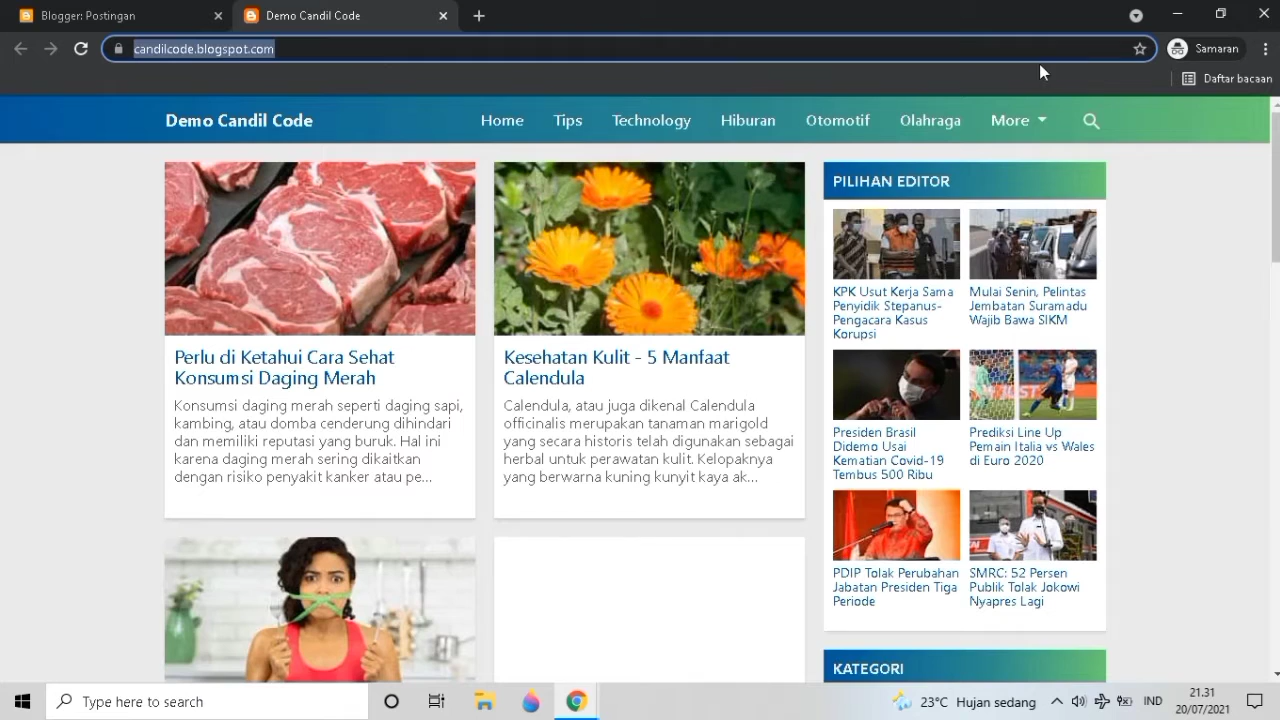 Blogger: Postingan
Demo Candil Code
candilcode.blogspot.com
Samaran
Daftar bacaan
Demo Candil Code
Home
Tips
Technology
Hiburan
Otomotif
Olahraga
More
Perlu di Ketahui Cara Sehat
Konsumsi Daging Merah
Konsumsi daging merah seperti daging sapi,
kambing, atau domba cenderung dihindari
dan memiliki reputasi yang buruk. Hal ini
karena daging merah sering dikaitkan
dengan risiko penyakit kanker atau pe...
Kesehatan Kulit - 5 Manfaat
Calendula
Calendula, atau juga dikenal Calendula
officinalis merupakan tanaman marigold
yang secara historis telah digunakan sebagai
herbal untuk perawatan kulit. Kelopaknya
yang berwarna kuning kunyit kaya ak...
PILIHAN EDITOR
KPK Usut Kerja Sama
Penyidik Stepanus-
Pengacara Kasus
Korupsi
Mulai Senin, Pelintas
Jembatan Suramadu
Wajib Bawa SIKM
Presiden Brasil
Didemo Usai
Kematian Covid-19
Tembus 500 Ribu
Prediksi Line Up
Pemain Italia vs Wales
di Euro 2020
PDIP Tolak Perubahan
Jabatan Presiden Tiga
Periode
SMRC: 52 Persen
Publik Tolak Jokowi
Nyapres Lagi
KATEGORI
Type here to search
23°C Hujan sedang
IND
21.31
20/07/2021